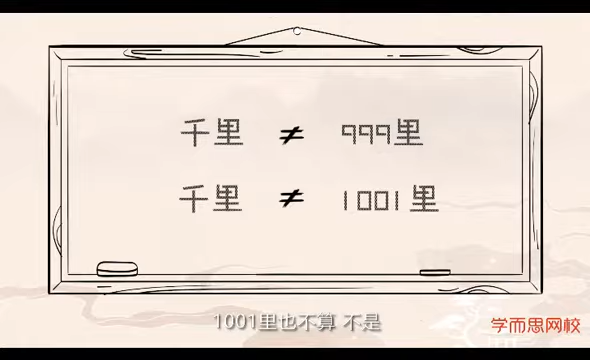 千里 ≠ 999里
千里 ≠ 1001里
1001里也不算 不是
学而思网校